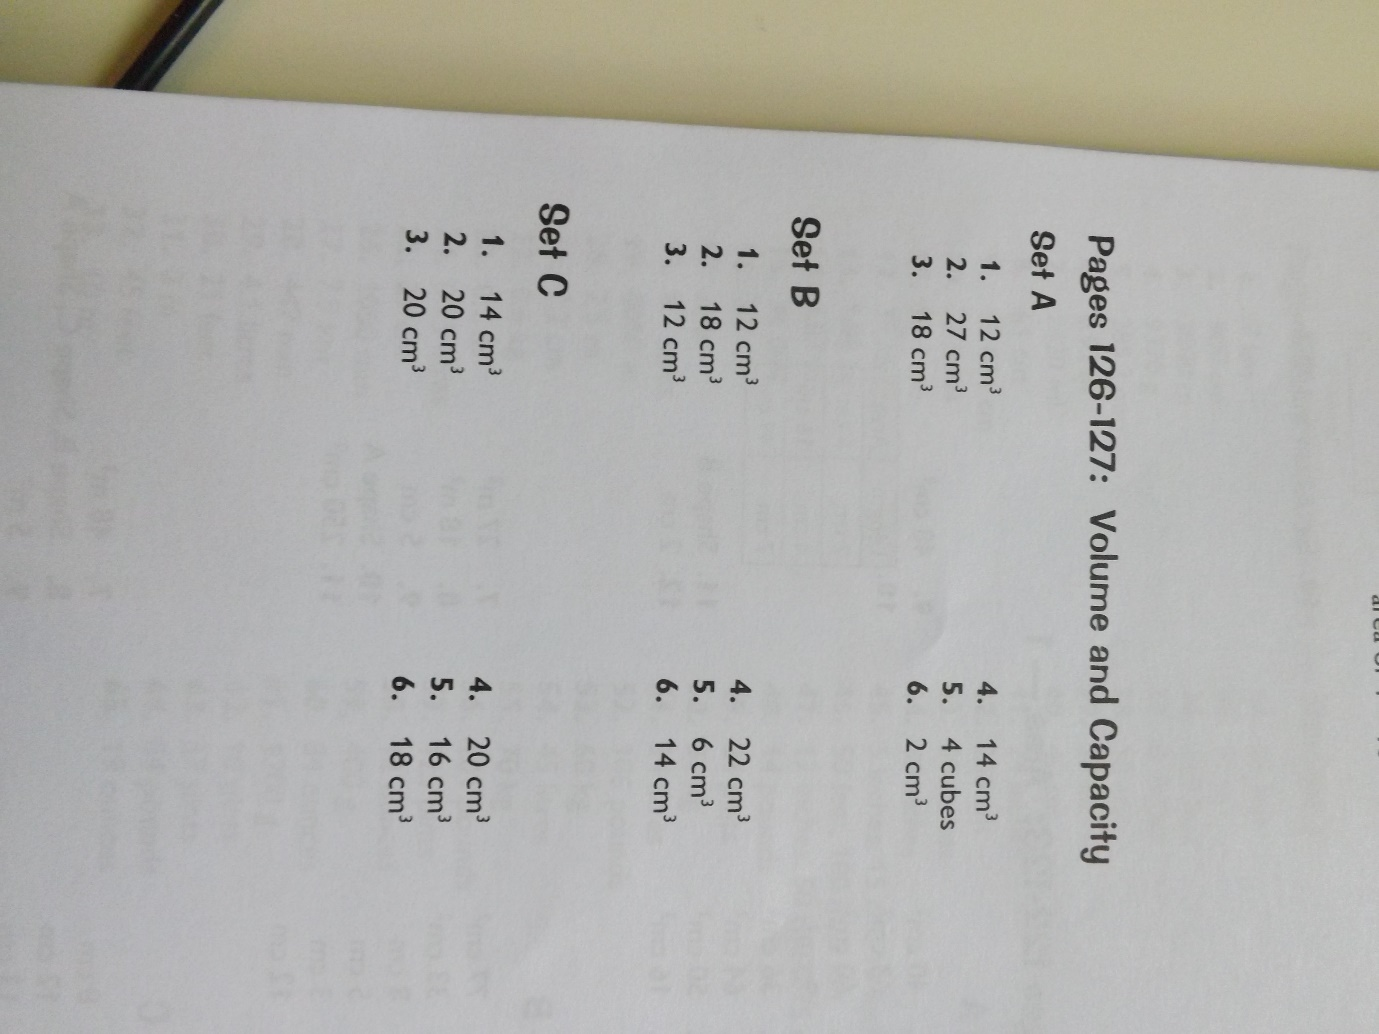 Pages 126-127: Volume and Capacity
Set A
1. 12 cm³ 4. 14 cm³
2. 27 cm³ 5. 4 cubes
3. 18 cm³ 6. 2 cm³
Set B
1. 12 cm³ 4. 22 cm³
2. 18 cm³ 5. 6 cm³
3. 12 cm³ 6. 14 cm³
Set C
1. 14 cm³ 4. 20 cm³
2. 20 cm³ 5. 16 cm³
3. 20 cm³ 6. 18 cm³